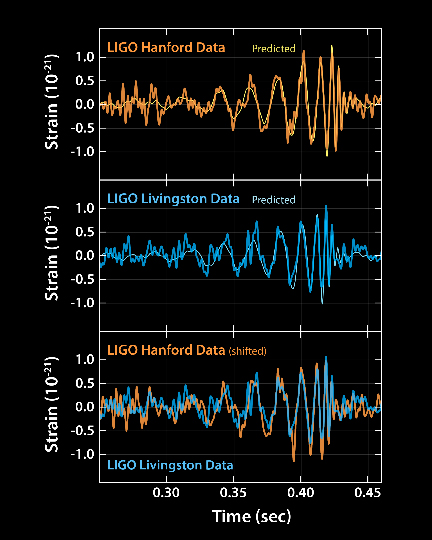 LIGO Hanford Data
Predicted
1.0
0.5
0.0
-0.5
-1.0
Strain (10⁻²¹)
LIGO Livingston Data
Predicted
1.0
0.5
0.0
-0.5
-1.0
Strain (10⁻²¹)
LIGO Hanford Data (shifted)
1.0
0.5
0.0
-0.5
-1.0
Strain (10⁻²¹)
LIGO Livingston Data
0.30 0.35 0.40 0.45
Time (sec)